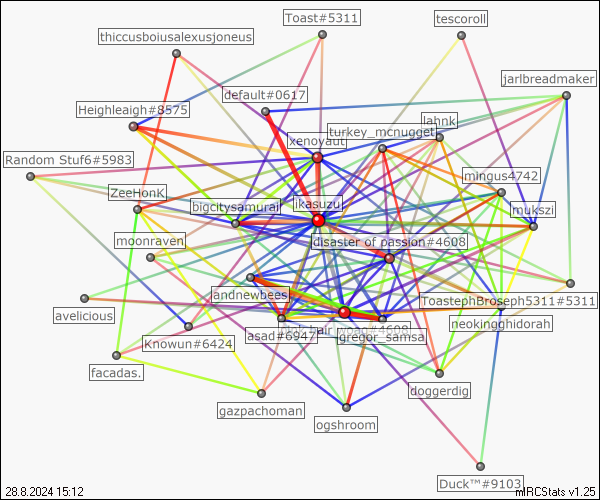 Toast#5311
tescoroll
thiccusboiusalexusjoneus
jarlbreadmaker
default#0617
Heighleigh#8575
lahnk
turkey_mcnugget
xenoyaut
Random Stuf6#5983
mingus4742
ZeeHonK
ikasuzu
bigcitysamurai
mukszi
moonraven
disaster of passion#4608
jandnewbees
ToastephBroseph5311#5311
avelicious
neokingghidorah
asad#6947
gregor_samsa
Knowun#6424
facadas.
doggerdig
gazpachoman
ogshroom
Duck™#9103
28.8.2024 15:12
mIRCStats v1.25